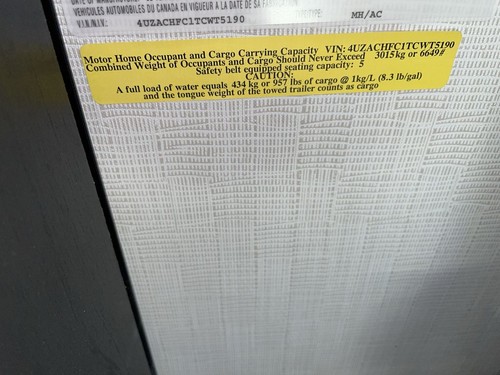 VEHICULES AUTOMOBILES DU CANADA EN VIGUEUR A LA DATE DE SA FABRICATION
V.I.N./N.I.V. 4UZACHFC1TCWT5190 TYPE/TYPE MH/AC
Motor Home Occupant and Cargo Carrying Capacity VIN: 4UZACHFC1TCWT5190
Combined Weight of Occupants and Cargo Should Never Exceed 3015kg or 6649#
Safety belt equipped seating capacity: 5
CAUTION:
A full load of water equals 434 kg or 957 lbs of cargo @ 1kg/L (8.3 lb/gal)
and the tongue weight of the towed trailer counts as cargo